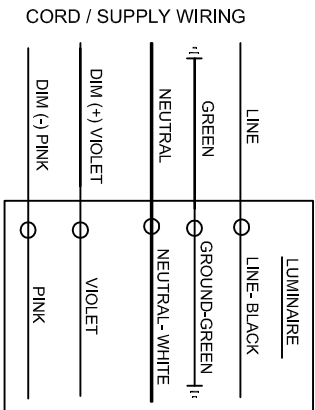 CORD / SUPPLY WIRING
DIM (-) PINK
DIM (+) VIOLET
NEUTRAL
GREEN
LINE
PINK
VIOLET
NEUTRAL- WHITE
GROUND-GREEN
LINE- BLACK
LUMINAIRE